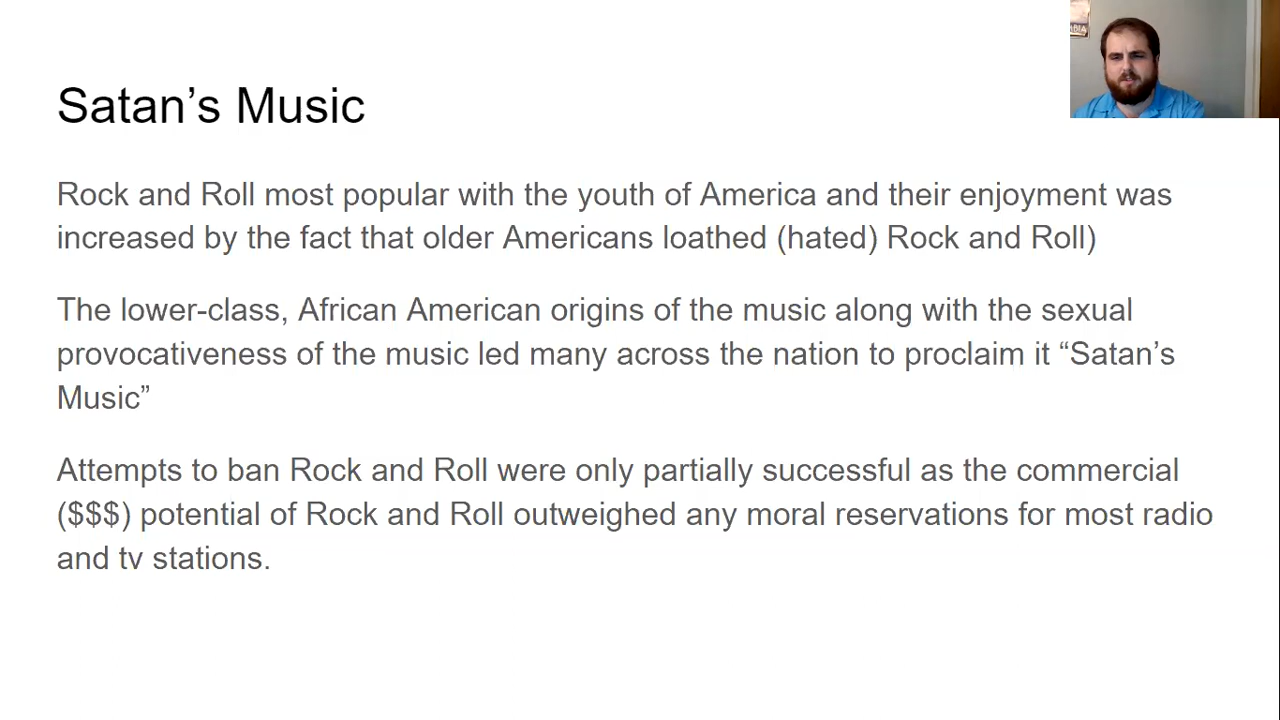 Satan’s Music
Rock and Roll most popular with the youth of America and their enjoyment was
increased by the fact that older Americans loathed (hated) Rock and Roll)
The lower-class, African American origins of the music along with the sexual
provocativeness of the music led many across the nation to proclaim it “Satan’s
Music”
Attempts to ban Rock and Roll were only partially successful as the commercial
($$$) potential of Rock and Roll outweighed any moral reservations for most radio
and tv stations.